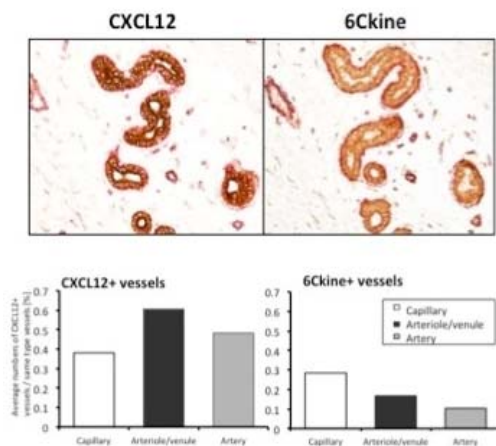 CXCL12
6Ckine
CXCL12+ vessels
Average numbers of CXCL12+
vessels / same type vessels [%]
0.7
0.6
0.5
0.4
0.3
0.2
0.1
0
Capillary
Arteriole/venule
Artery
6Ckine+ vessels
0.7
0.6
0.5
0.4
0.3
0.2
0.1
0
Capillary
Arteriole/venule
Artery
Capillary
Arteriole/venule
Artery